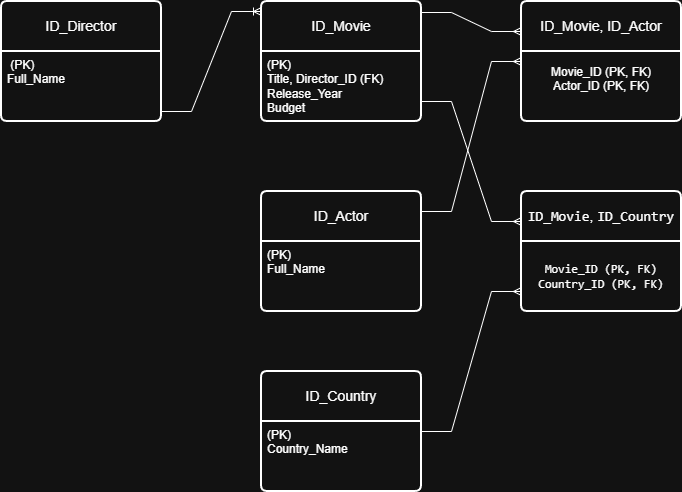 ID_Director
(PK)
Full_Name
ID_Movie
(PK)
Title, Director_ID (FK)
Release_Year
Budget
ID_Movie, ID_Actor
Movie_ID (PK, FK)
Actor_ID (PK, FK)
ID_Actor
(PK)
Full_Name
ID_Movie, ID_Country
Movie_ID (PK, FK)
Country_ID (PK, FK)
ID_Country
(PK)
Country_Name